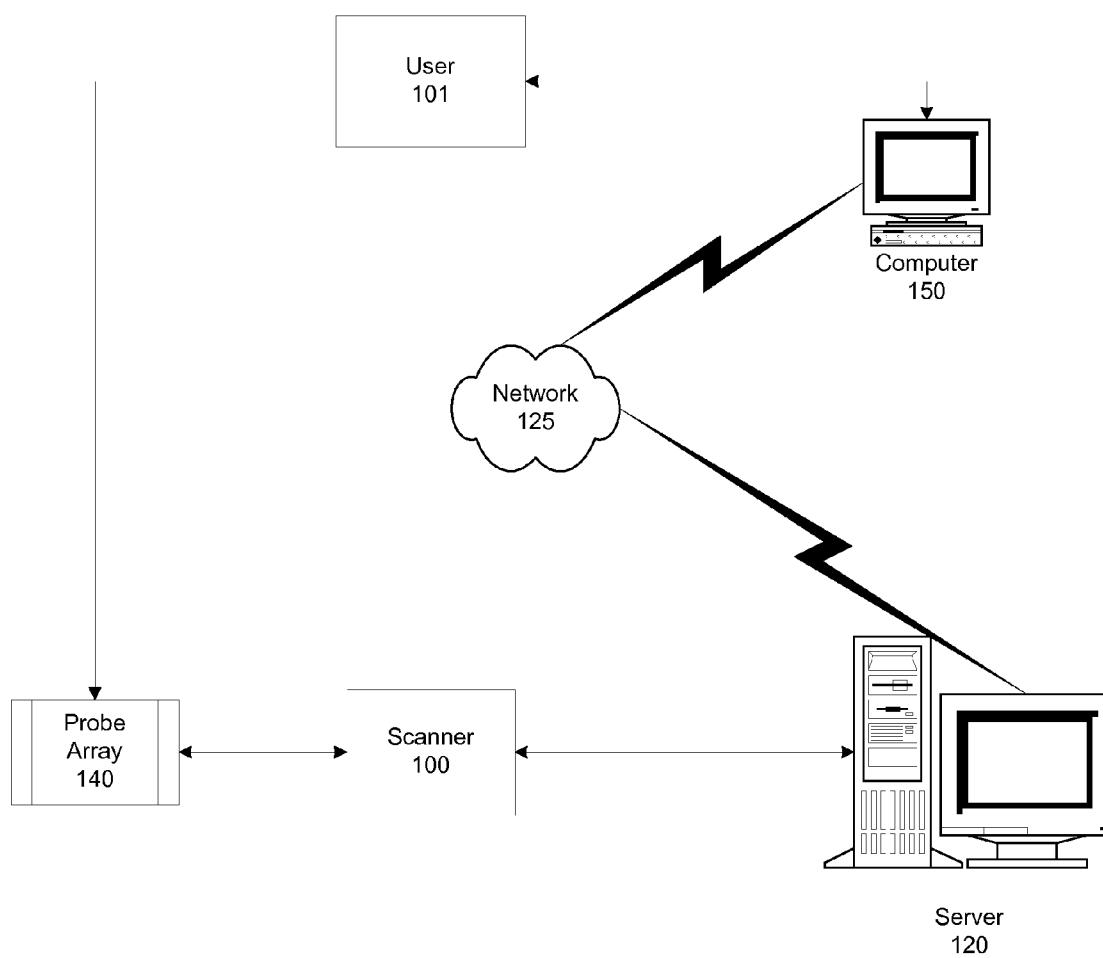 User
101
Computer
150
Network
125
Probe
Array
140
Scanner
100
Server
120